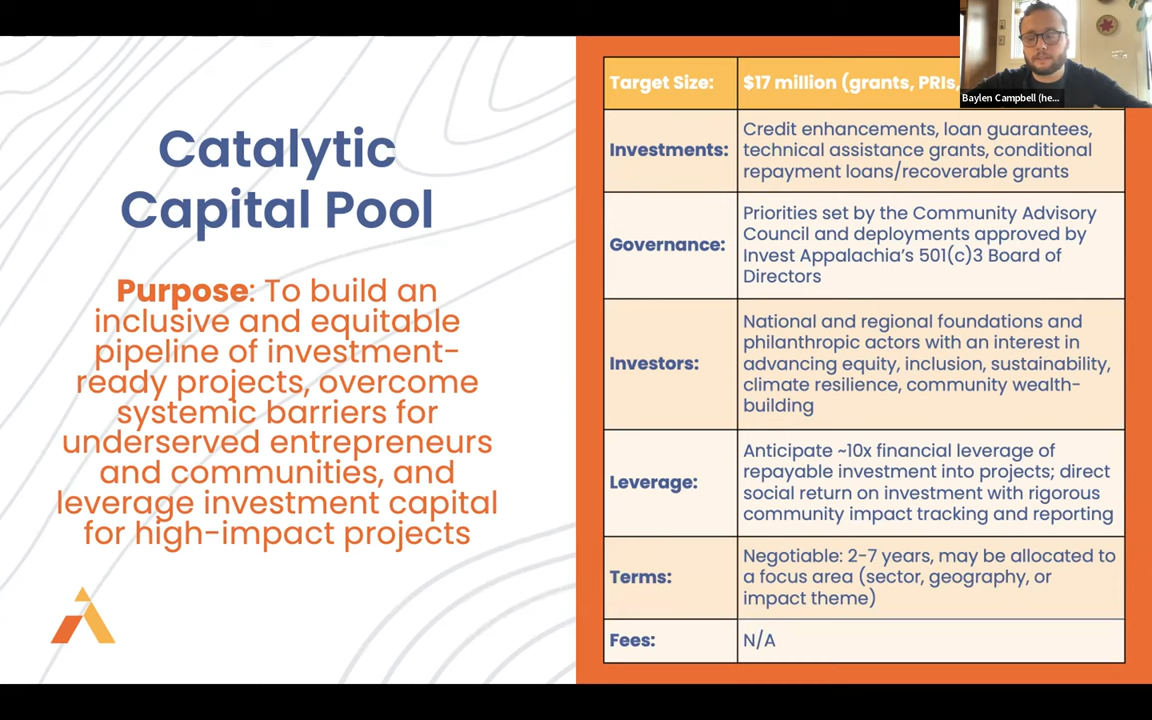 Catalytic
Capital Pool
Purpose: To build an
inclusive and equitable
pipeline of investment-
ready projects, overcome
systemic barriers for
underserved entrepreneurs
and communities, and
leverage investment capital
for high-impact projects
Target Size:
$17 million (grants, PRIs,
Investments:
Credit enhancements, loan guarantees,
technical assistance grants, conditional
repayment loans/recoverable grants
Governance:
Priorities set by the Community Advisory
Council and deployments approved by
Invest Appalachia's 501(c)3 Board of
Directors
Investors:
National and regional foundations and
philanthropic actors with an interest in
advancing equity, inclusion, sustainability,
climate resilience, community wealth-
building
Leverage:
Anticipate ~10x financial leverage of
repayable investment into projects; direct
social return on investment with rigorous
community impact tracking and reporting
Terms:
Negotiable: 2-7 years, may be allocated to
a focus area (sector, geography, or
impact theme)
Fees:
N/A
Baylen Campbell (he...